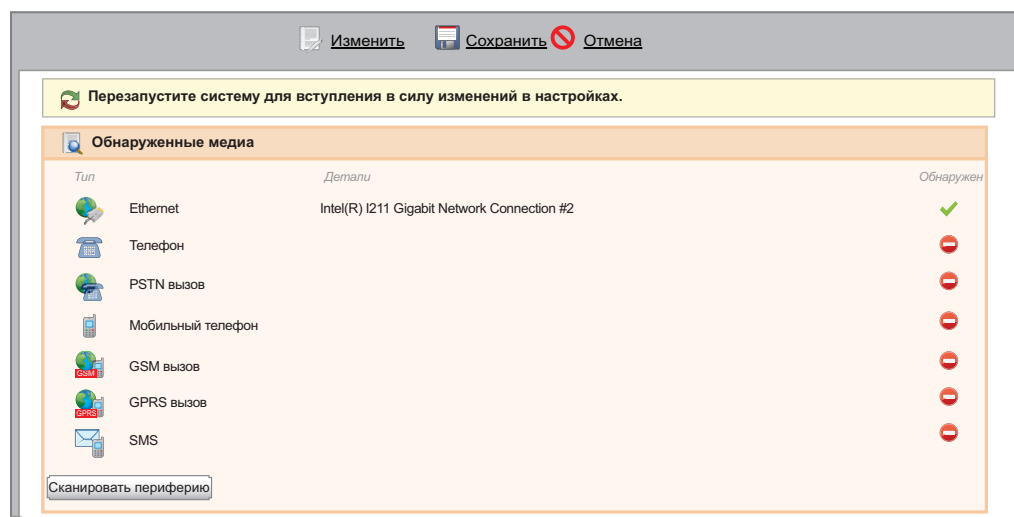 Изменить Сохранить Отмена
Перезапустите систему для вступления в силу изменений в настройках.
Обнаруженные медиа
Тип Детали Обнаружен
Ethernet Intel(R) I211 Gigabit Network Connection #2
Телефон
PSTN вызов
Мобильный телефон
GSM GSM вызов
GPRS GPRS вызов
SMS
Сканировать периферию